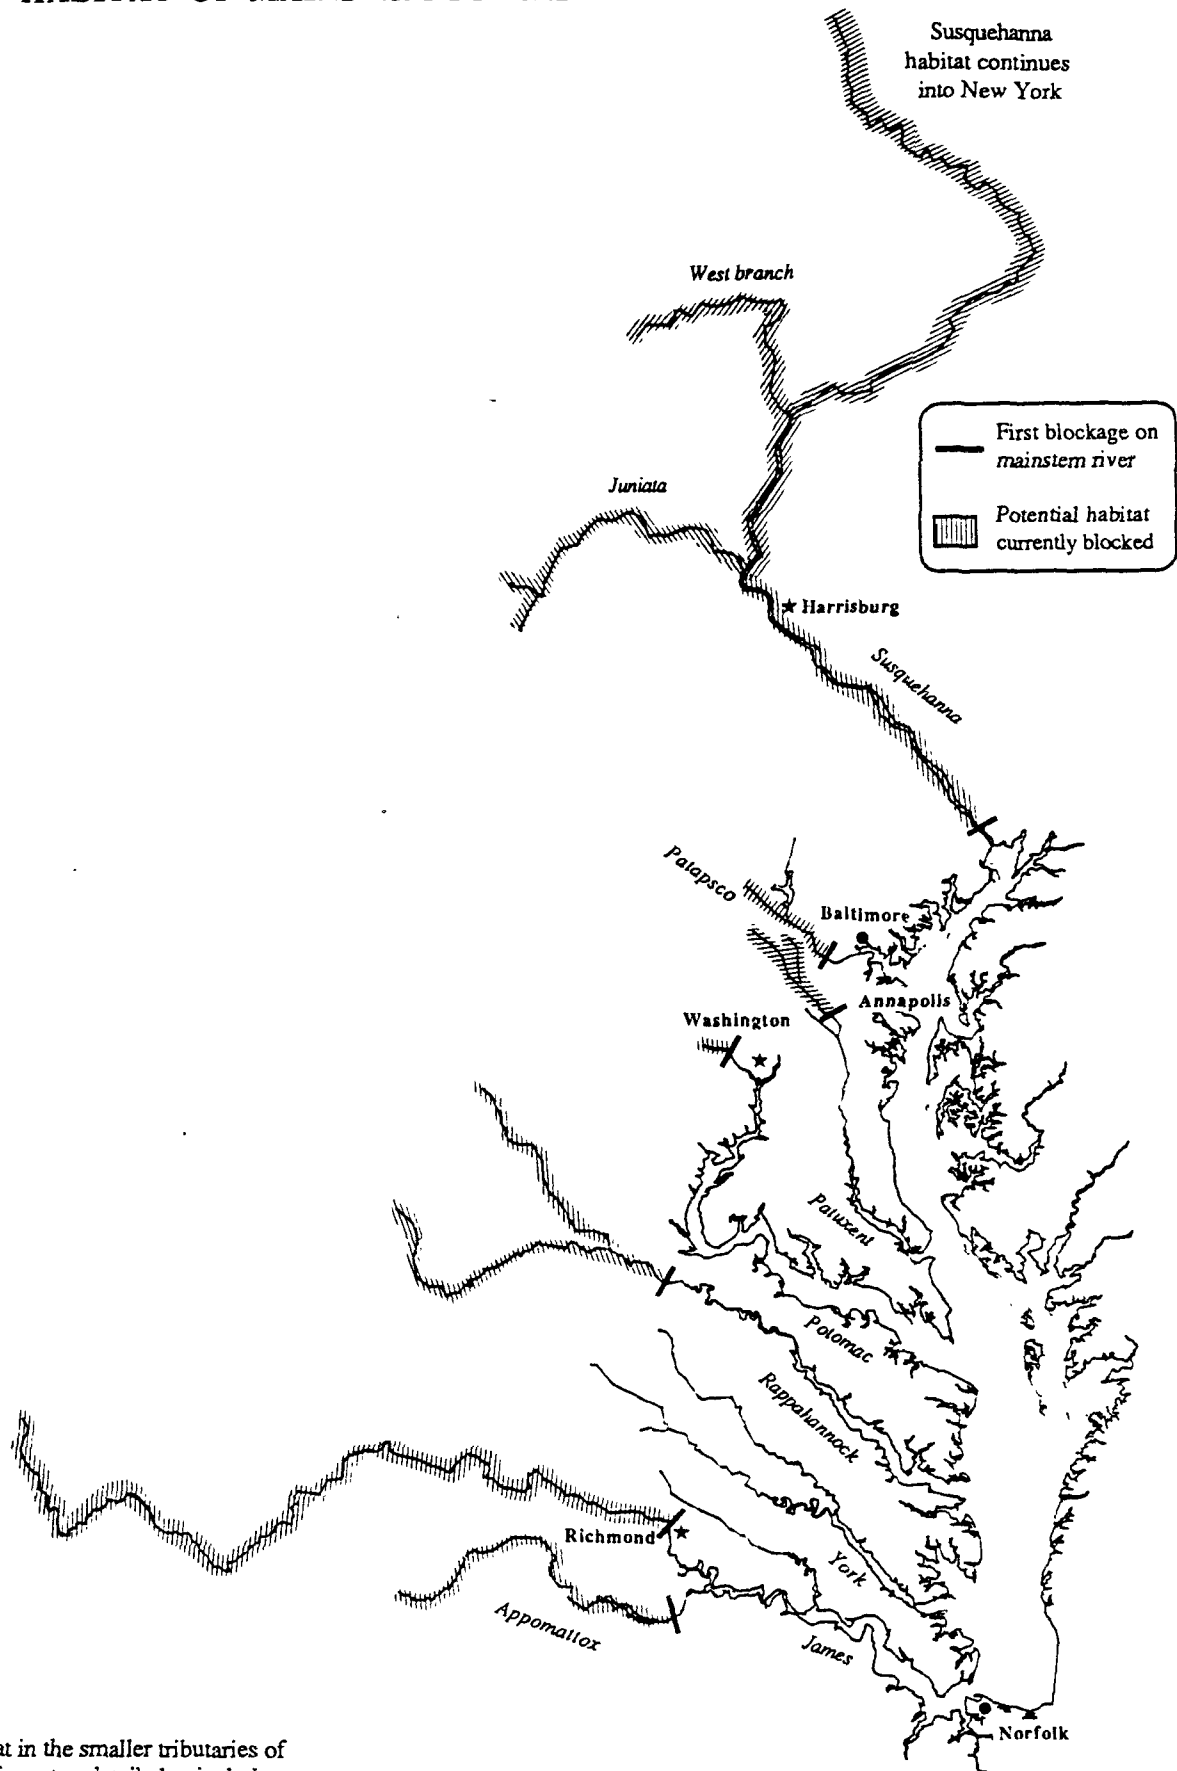 Susquehanna
habitat continues
into New York
West branch
First blockage on
mainstem river
Potential habitat
currently blocked
Juniata
Harrisburg
Susquehanna
Patapsco
Baltimore
Annapolis
Washington
Patuxent
Potomac
Rappahannock
Richmond
York
Appomattox
James
Norfolk
at in the smaller tributaries of